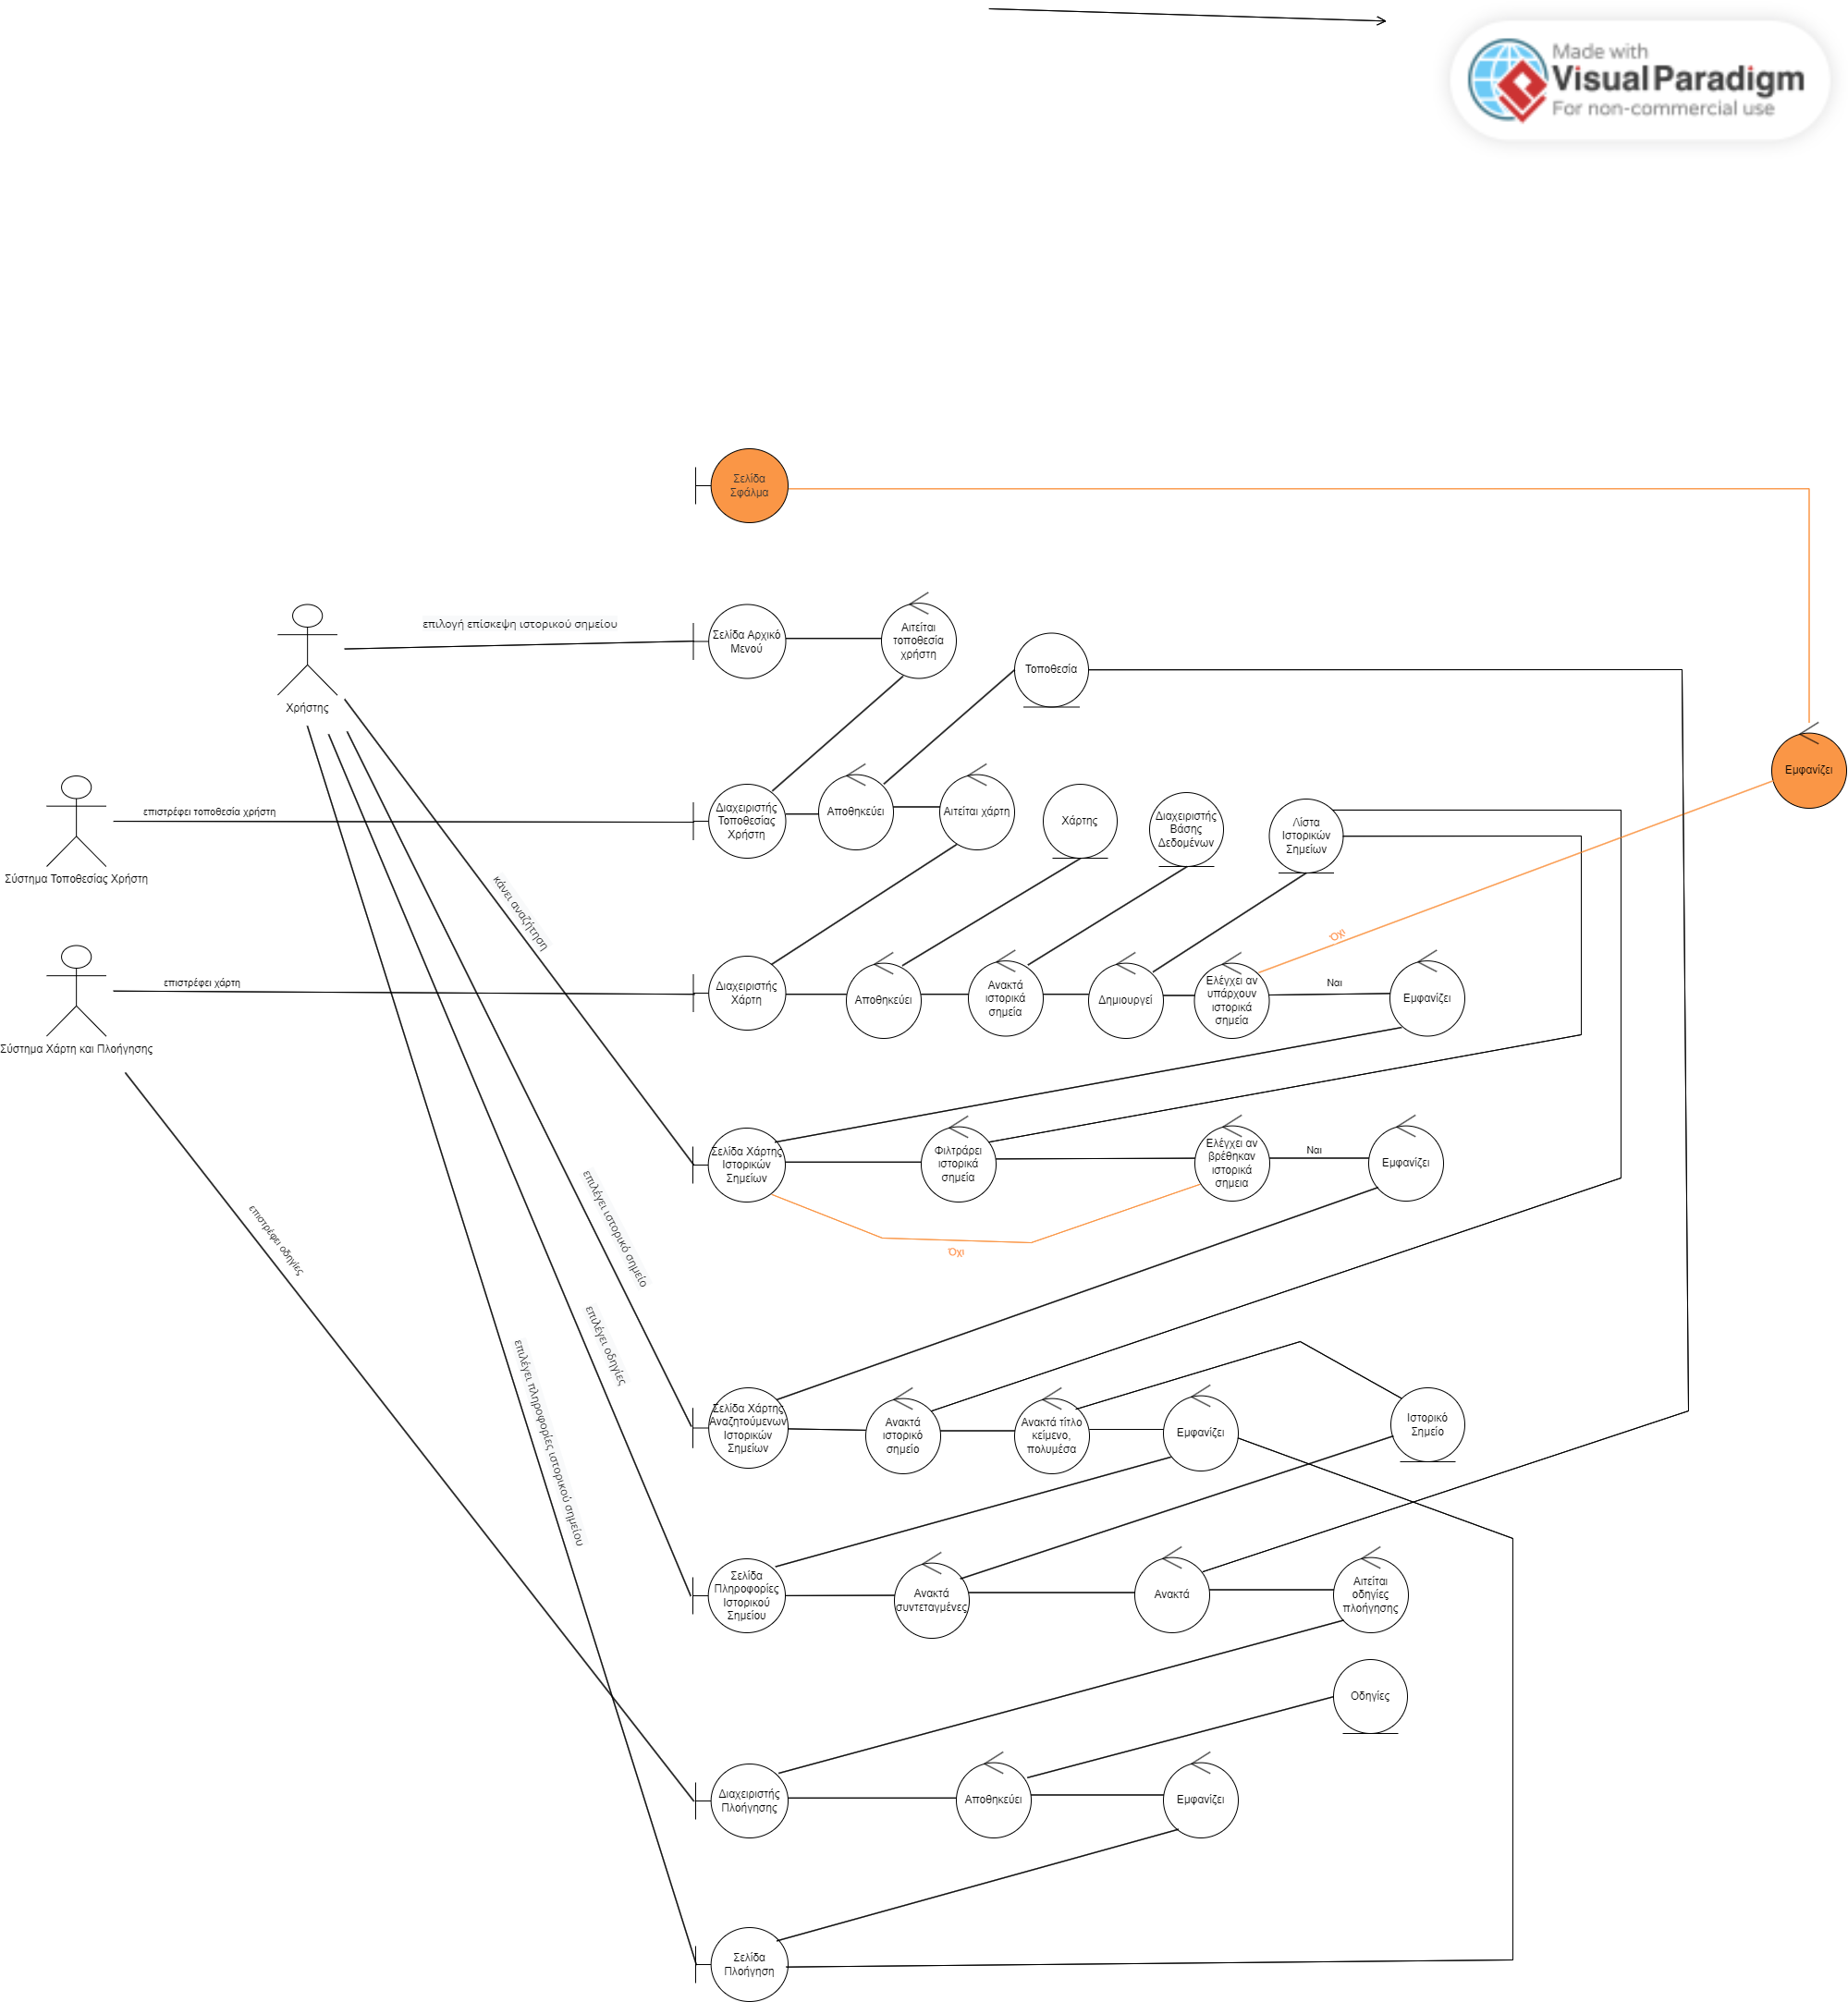 Made with
Visual Paradigm
For non-commercial use
Σελίδα
Σφάλμα
επιλογή επίσκεψη ιστορικού σημείου
Σελίδα Αρχικό
Μενού
Αιτείται
τοποθεσία
χρήστη
Τοποθεσία
Χρήστης
Εμφανίζει
επιστρέφει τοποθεσία χρήστη
Διαχειριστής
Τοποθεσίας
Χρήστη
Αποθηκεύει
Αιτείται χάρτη
Χάρτης
Διαχειριστής
Βάσης
Δεδομένων
Λίστα
Ιστορικών
Σημείων
Σύστημα Τοποθεσίας Χρήστη
κάνει αναζήτηση
Όχι
επιστρέφει χάρτη
Διαχειριστής
Χάρτη
Αποθηκεύει
Ανακτά
ιστορικά
σημεία
Δημιουργεί
Ελέγχει αν
υπάρχουν
ιστορικά
σημεία
Ναι
Εμφανίζει
Σύστημα Χάρτη και Πλοήγησης
Σελίδα Χάρτης
Ιστορικών
Σημείων
Φιλτράρει
ιστορικά
σημεία
Ελέγχει αν
βρέθηκαν
ιστορικά
σημεια
Ναι
Εμφανίζει
Όχι
επιλέγει ιστορικό σημείο
επιστρέφει οδηγίες
επιλέγει οδηγίες
επιλέγει πληροφορίες ιστορικού σημείου
Σελίδα Χάρτης
Αναζητούμενων
Ιστορικών
Σημείων
Ανακτά
ιστορικό
σημείο
Ανακτά τίτλο
κείμενο,
πολυμέσα
Εμφανίζει
Ιστορικό
Σημείο
Σελίδα
Πληροφορίες
Ιστορικού
Σημείου
Ανακτά
συντεταγμένες
Ανακτά
Αιτείται
οδηγίες
πλοήγησης
Οδηγίες
Διαχειριστής
Πλοήγησης
Αποθηκεύει
Εμφανίζει
Σελίδα
Πλοήγηση